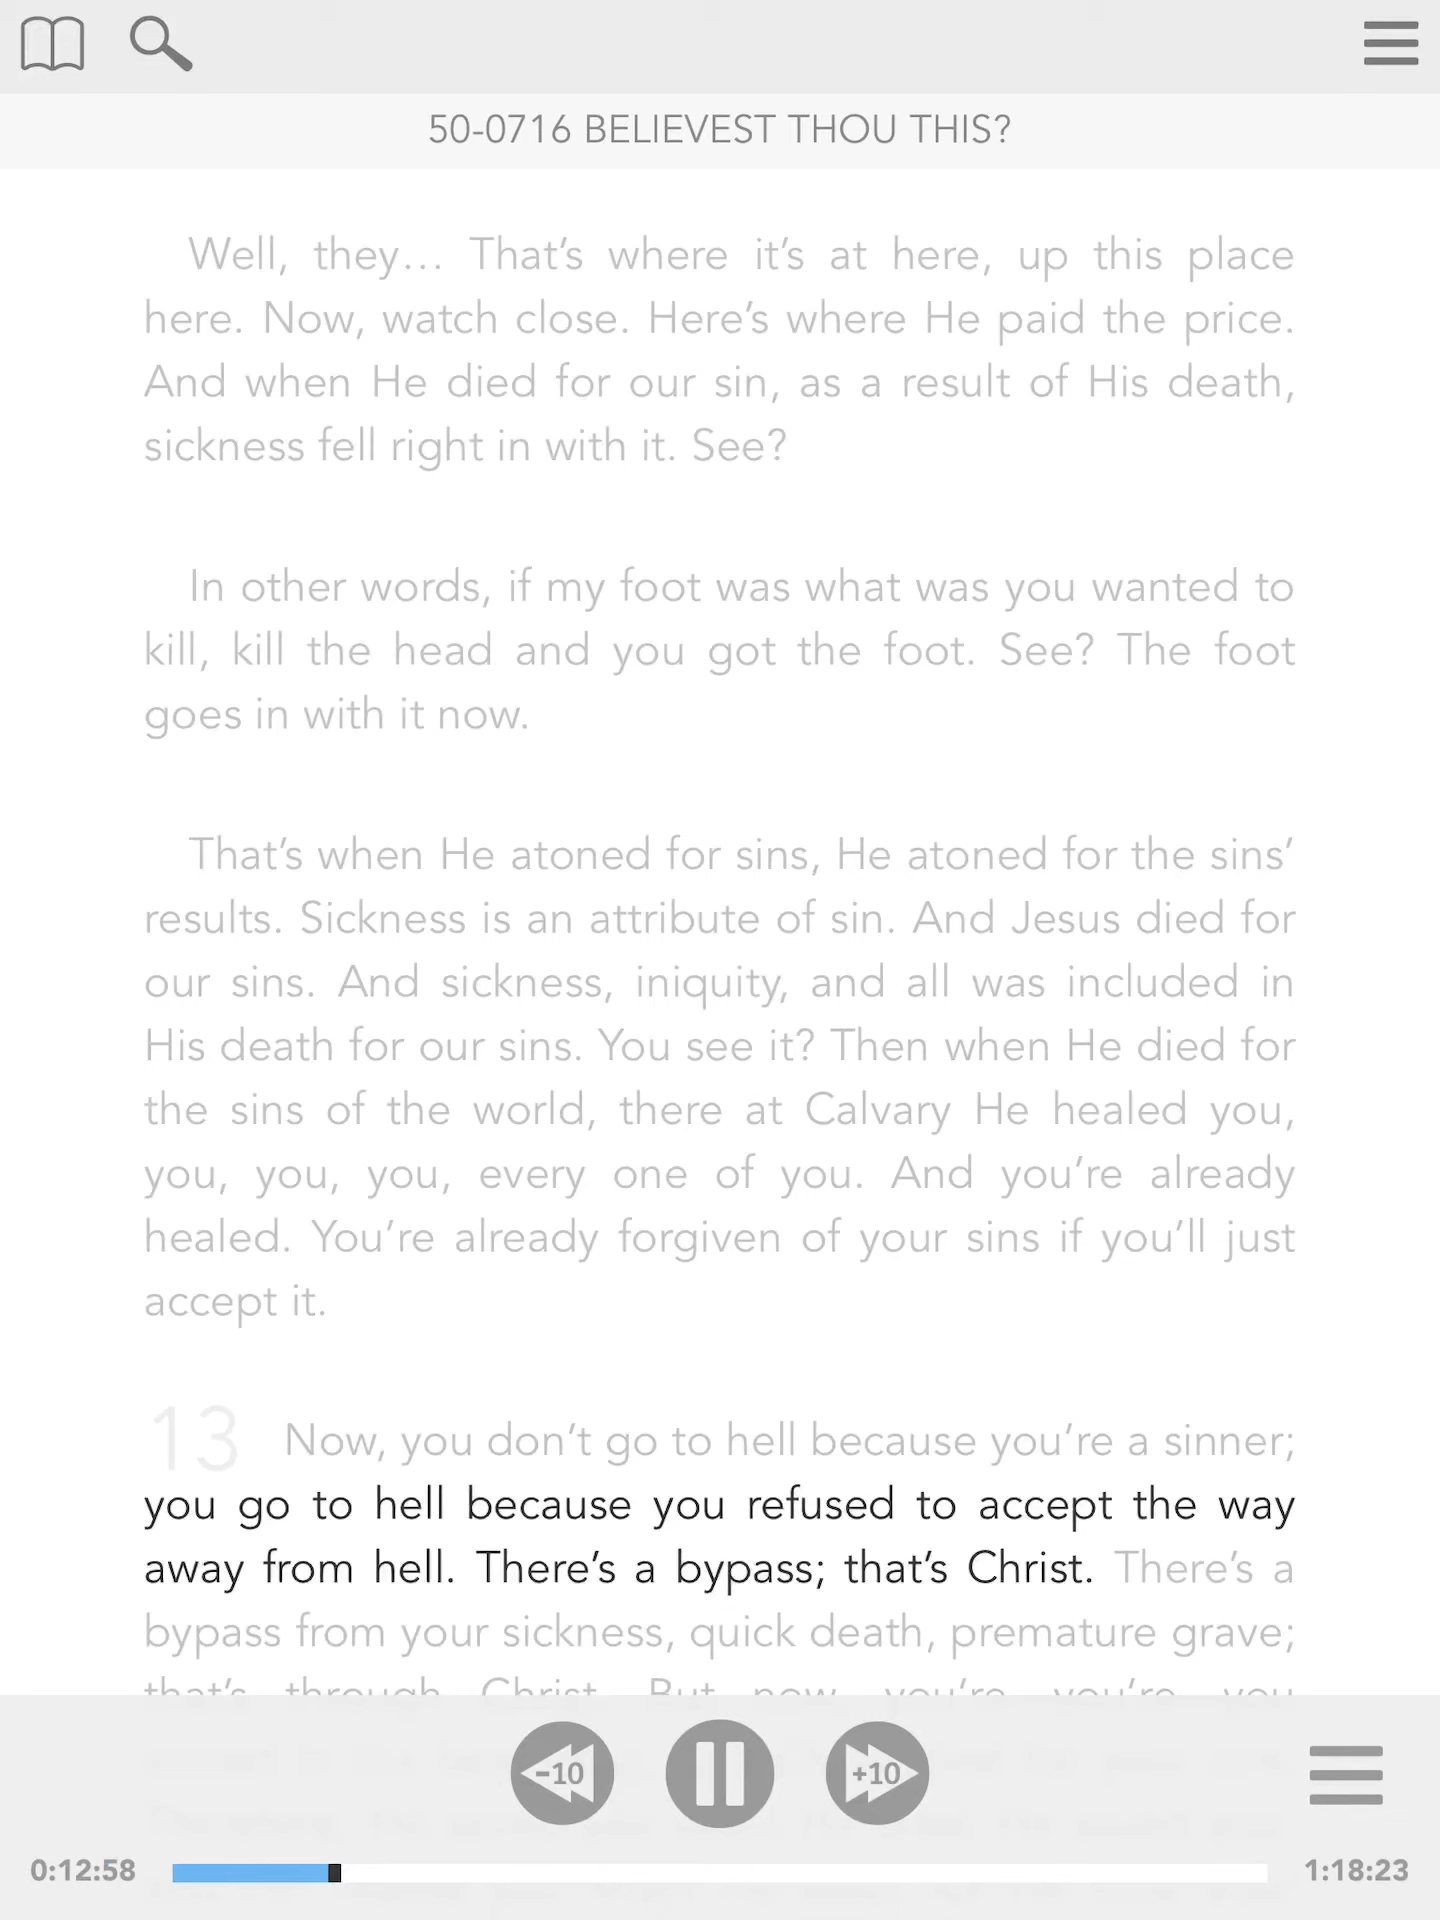 50-0716 BELIEVEST THOU THIS?
Well, they… That’s where it’s at here, up this place
here. Now, watch close. Here’s where He paid the price.
And when He died for our sin, as a result of His death,
sickness fell right in with it. See?
In other words, if my foot was what was you wanted to
kill, kill the head and you got the foot. See? The foot
goes in with it now.
That’s when He atoned for sins, He atoned for the sins’
results. Sickness is an attribute of sin. And Jesus died for
our sins. And sickness, iniquity, and all was included in
His death for our sins. You see it? Then when He died for
the sins of the world, there at Calvary He healed you,
you, you, you, every one of you. And you’re already
healed. You’re already forgiven of your sins if you’ll just
accept it.
13 Now, you don’t go to hell because you’re a sinner;
you go to hell because you refused to accept the way
away from hell. There’s a bypass; that’s Christ. There’s a
bypass from your sickness, quick death, premature grave;
that’s through Christ. But now, you’re, you’re, you
-10 +10
0:12:58 1:18:23